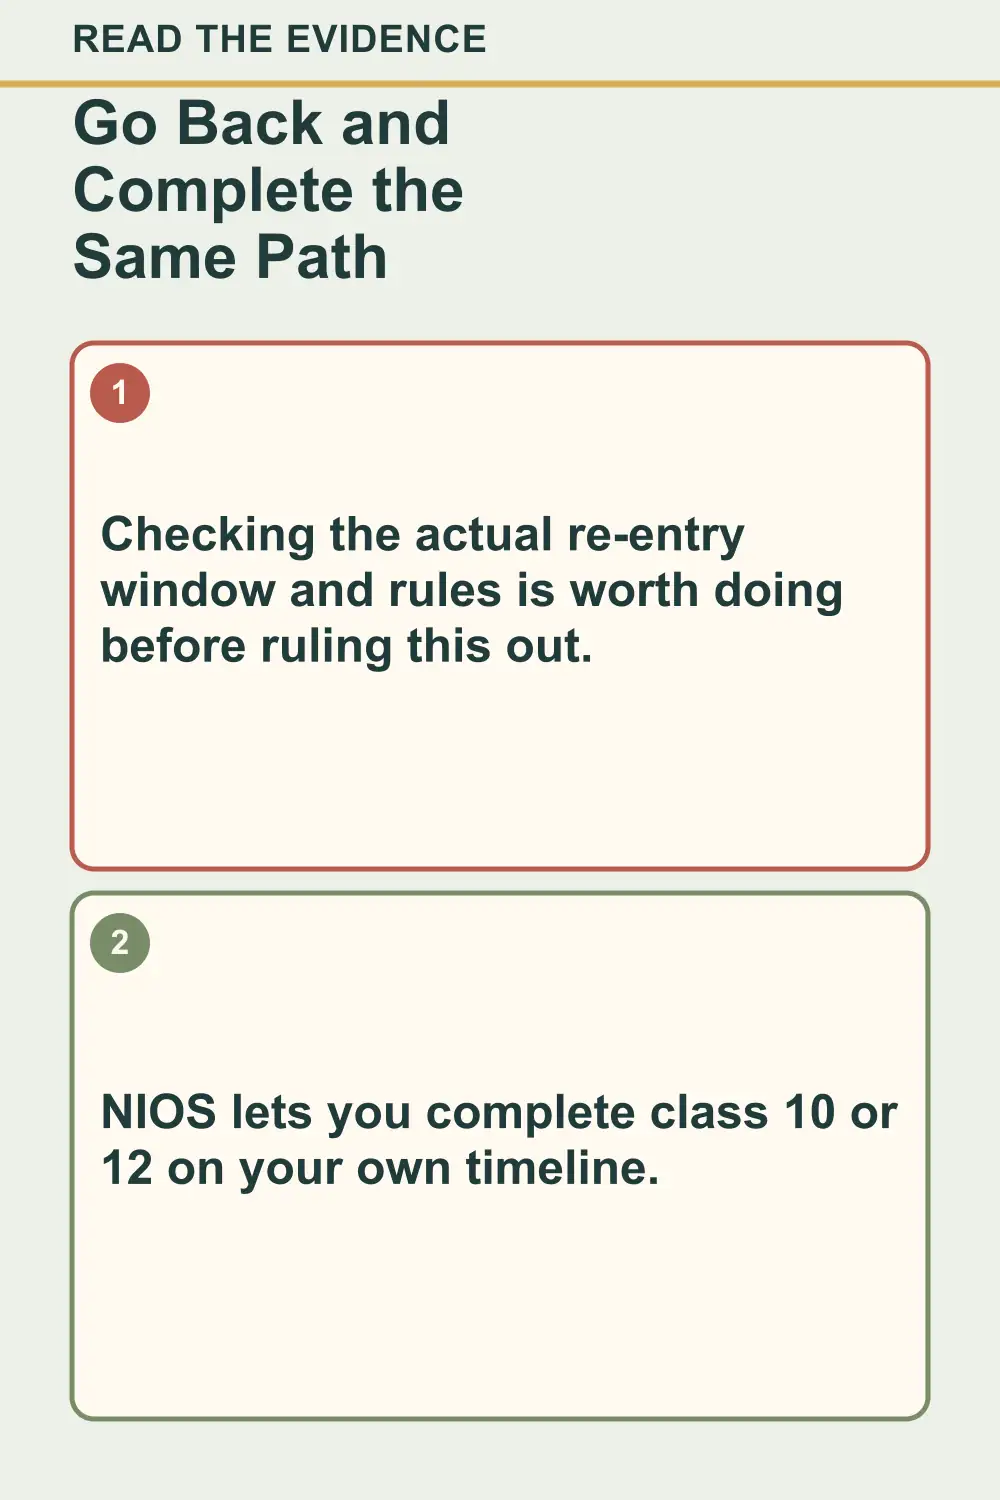 READ THE EVIDENCE
Go Back and
Complete the
Same Path
1
Checking the actual re-entry
window and rules is worth doing
before ruling this out.
2
NIOS lets you complete class 10 or
12 on your own timeline.